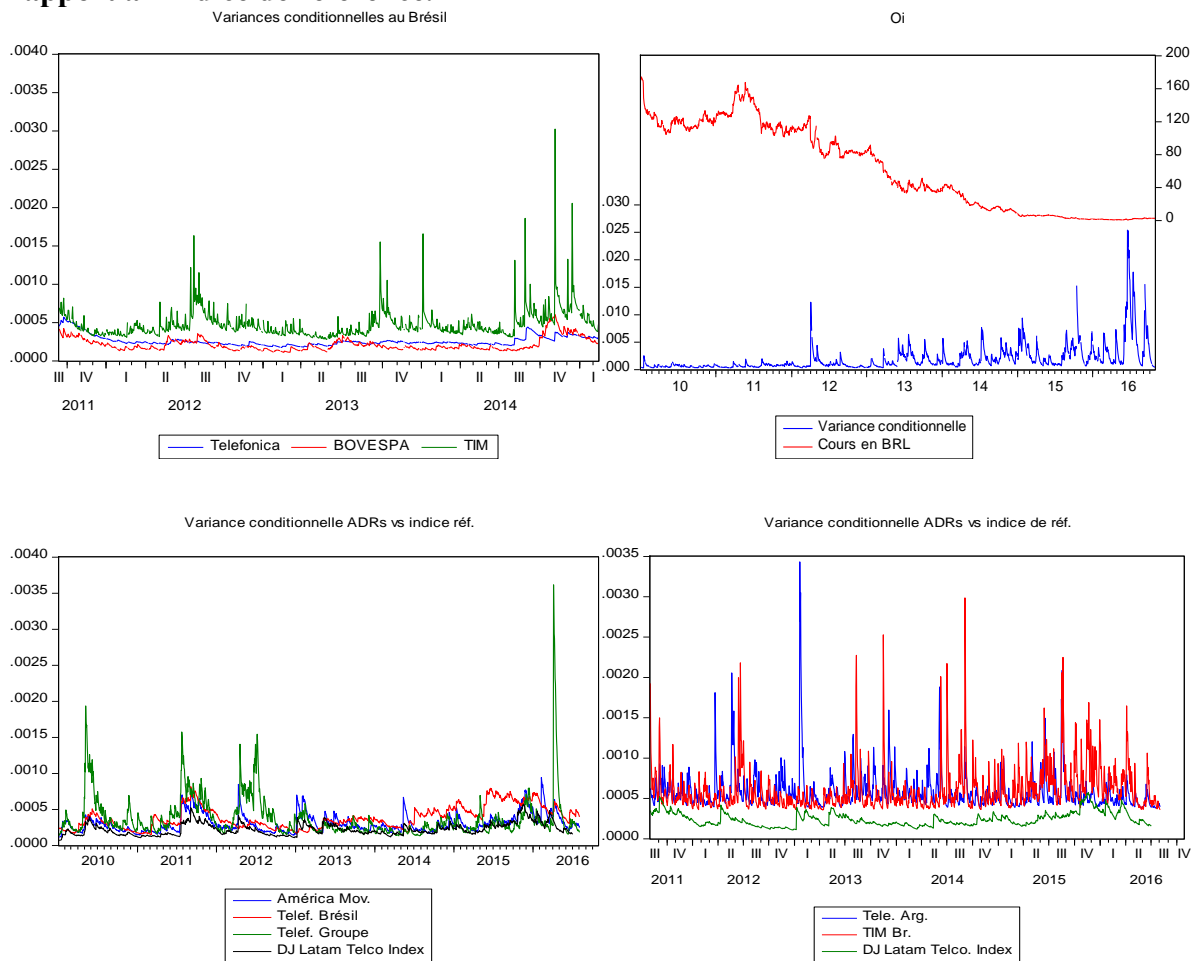 Variances conditionnelles au Brésil
.0040
.0035
.0030
.0025
.0020
.0015
.0010
.0005
.0000
III IV I II III IV I II III IV I II III IV I
2011 2012 2013 2014
Telefonica BOVESPA TIM
Oi
200
160
120
80
40
0
.030
.025
.020
.015
.010
.005
.000
10 11 12 13 14 15 16
Variance conditionnelle
Cours en BRL
Variance conditionnelle ADRs vs indice réf.
.0040
.0035
.0030
.0025
.0020
.0015
.0010
.0005
.0000
2010 2011 2012 2013 2014 2015 2016
América Mov.
Telef. Brésil
Telef. Groupe
DJ Latam Telco Index
Variance conditionnelle ADRs vs indice de réf.
.0035
.0030
.0025
.0020
.0015
.0010
.0005
.0000
III IV I II III IV I II III IV I II III IV I II III IV I II III IV
2011 2012 2013 2014 2015 2016
Tele. Arg.
TIM Br.
DJ Latam Telco. Index